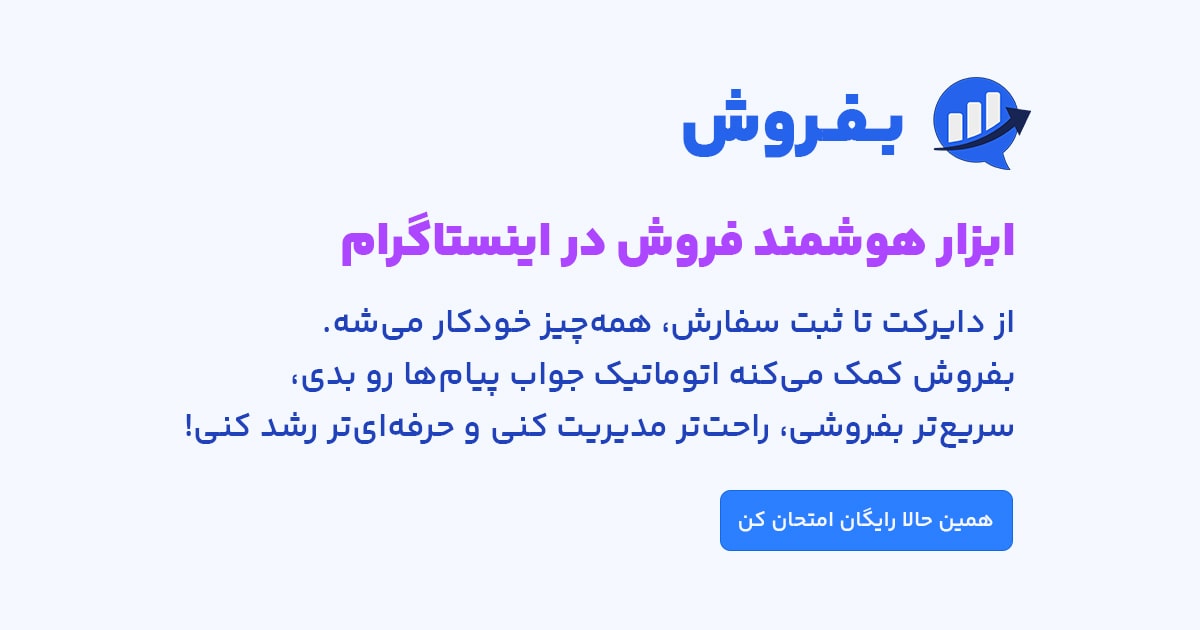 بفروش
ابزار هوشمند فروش در اینستاگرام
از دایرکت تا ثبت سفارش، همه‌چیز خودکار می‌شه.
بفروش کمک می‌کنه اتوماتیک جواب پیام‌ها رو بدی،
سریع‌تر بفروشی، راحت‌تر مدیریت کنی و حرفه‌ای‌تر رشد کنی!
همین حالا رایگان امتحان کن